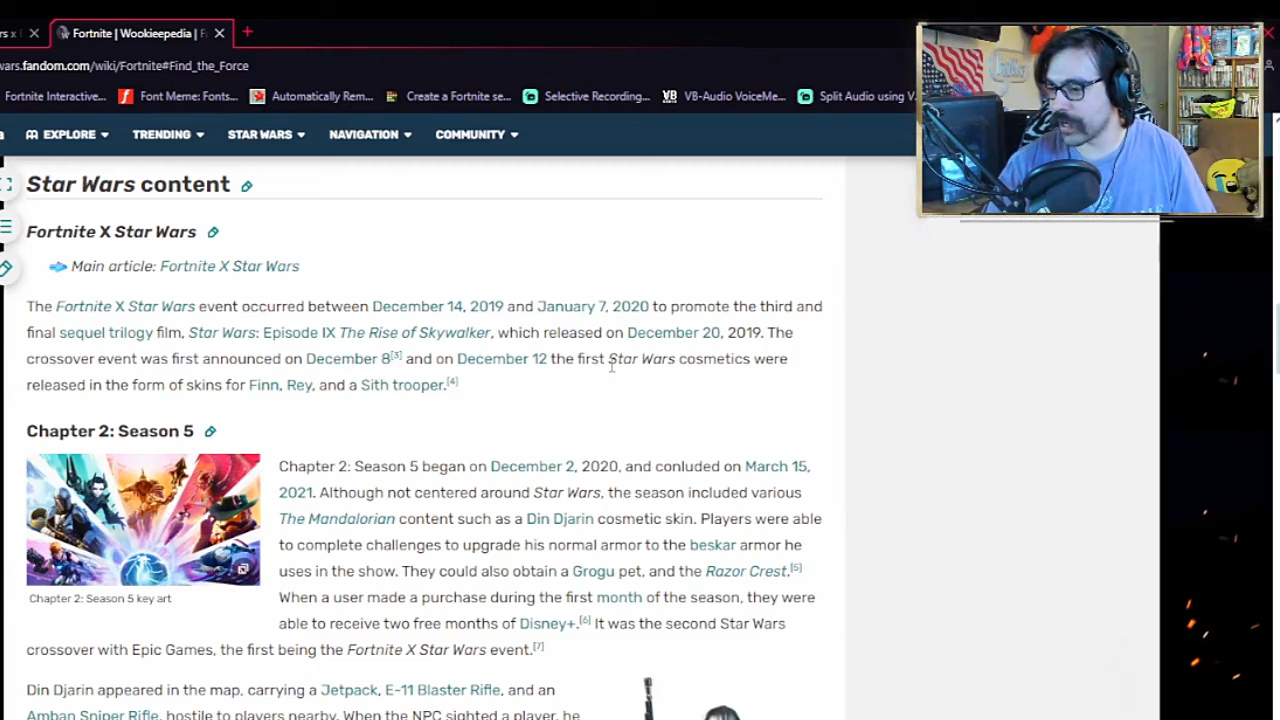 rs x
Fortnite | Wookieepedia | F
wars.fandom.com/wiki/Fortnite#Find_the_Force
Fortnite Interactive... Font Meme: Fonts... Automatically Rem... Create a Fortnite se... Selective Recording... VB-Audio VoiceMe... Split Audio using V
EXPLORE TRENDING STAR WARS NAVIGATION COMMUNITY
Star Wars content
Fortnite X Star Wars
Main article: Fortnite X Star Wars
The Fortnite X Star Wars event occurred between December 14, 2019 and January 7, 2020 to promote the third and
final sequel trilogy film, Star Wars: Episode IX The Rise of Skywalker, which released on December 20, 2019. The
crossover event was first announced on December 8[3] and on December 12 the first Star Wars cosmetics were
released in the form of skins for Finn, Rey, and a Sith trooper.[4]
Chapter 2: Season 5
Chapter 2: Season 5 began on December 2, 2020, and conluded on March 15,
2021. Although not centered around Star Wars, the season included various
The Mandalorian content such as a Din Djarin cosmetic skin. Players were able
to complete challenges to upgrade his normal armor to the beskar armor he
uses in the show. They could also obtain a Grogu pet, and the Razor Crest.[5]
When a user made a purchase during the first month of the season, they were
able to receive two free months of Disney+.[6] It was the second Star Wars
crossover with Epic Games, the first being the Fortnite X Star Wars event.[7]
Chapter 2: Season 5 key art
Din Djarin appeared in the map, carrying a Jetpack, E-11 Blaster Rifle, and an
Amban Sniper Rifle, hostile to players nearby. When the NPC sighted a player, he